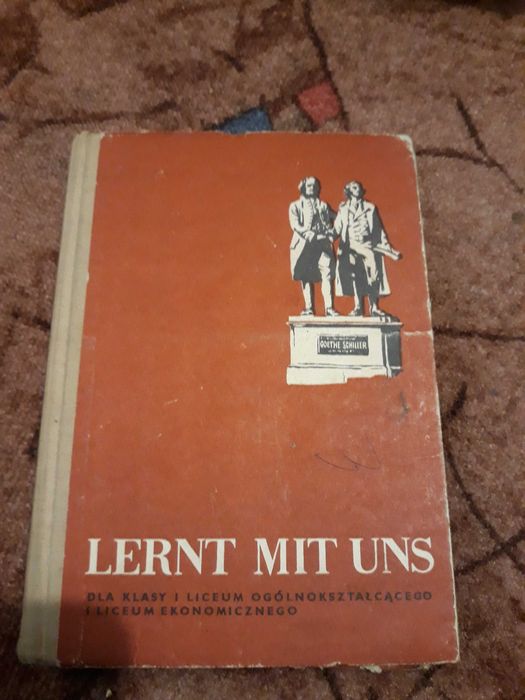 GOETHE SCHILLER
LERNT MIT UNS
DLA KLASY I LICEUM OGÓLNOKSZTAŁCĄCEGO
I LICEUM EKONOMICZNEGO